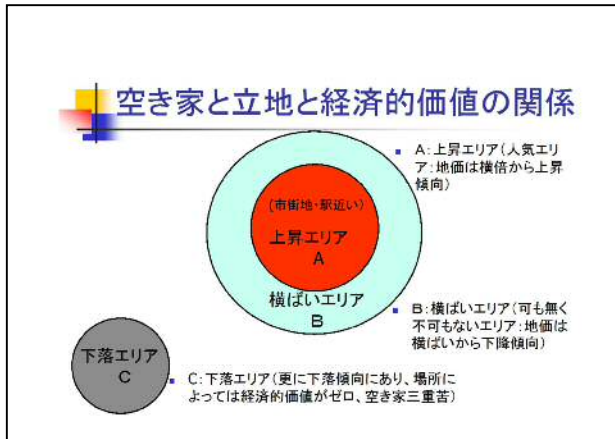 空き家と立地と経済的価値の関係
A：上昇エリア（人気エリ
ア：地価は横倍から上昇
傾向）
(市街地・駅近い）
上昇エリア
A
横ばいエリア
B
B：横ばいエリア（可も無く
不可もないエリア：地価は
横ばいから下降傾向）
下落エリア
C
C：下落エリア（更に下落傾向にあり、場所に
よっては経済的価値がゼロ、空き家三重苦）